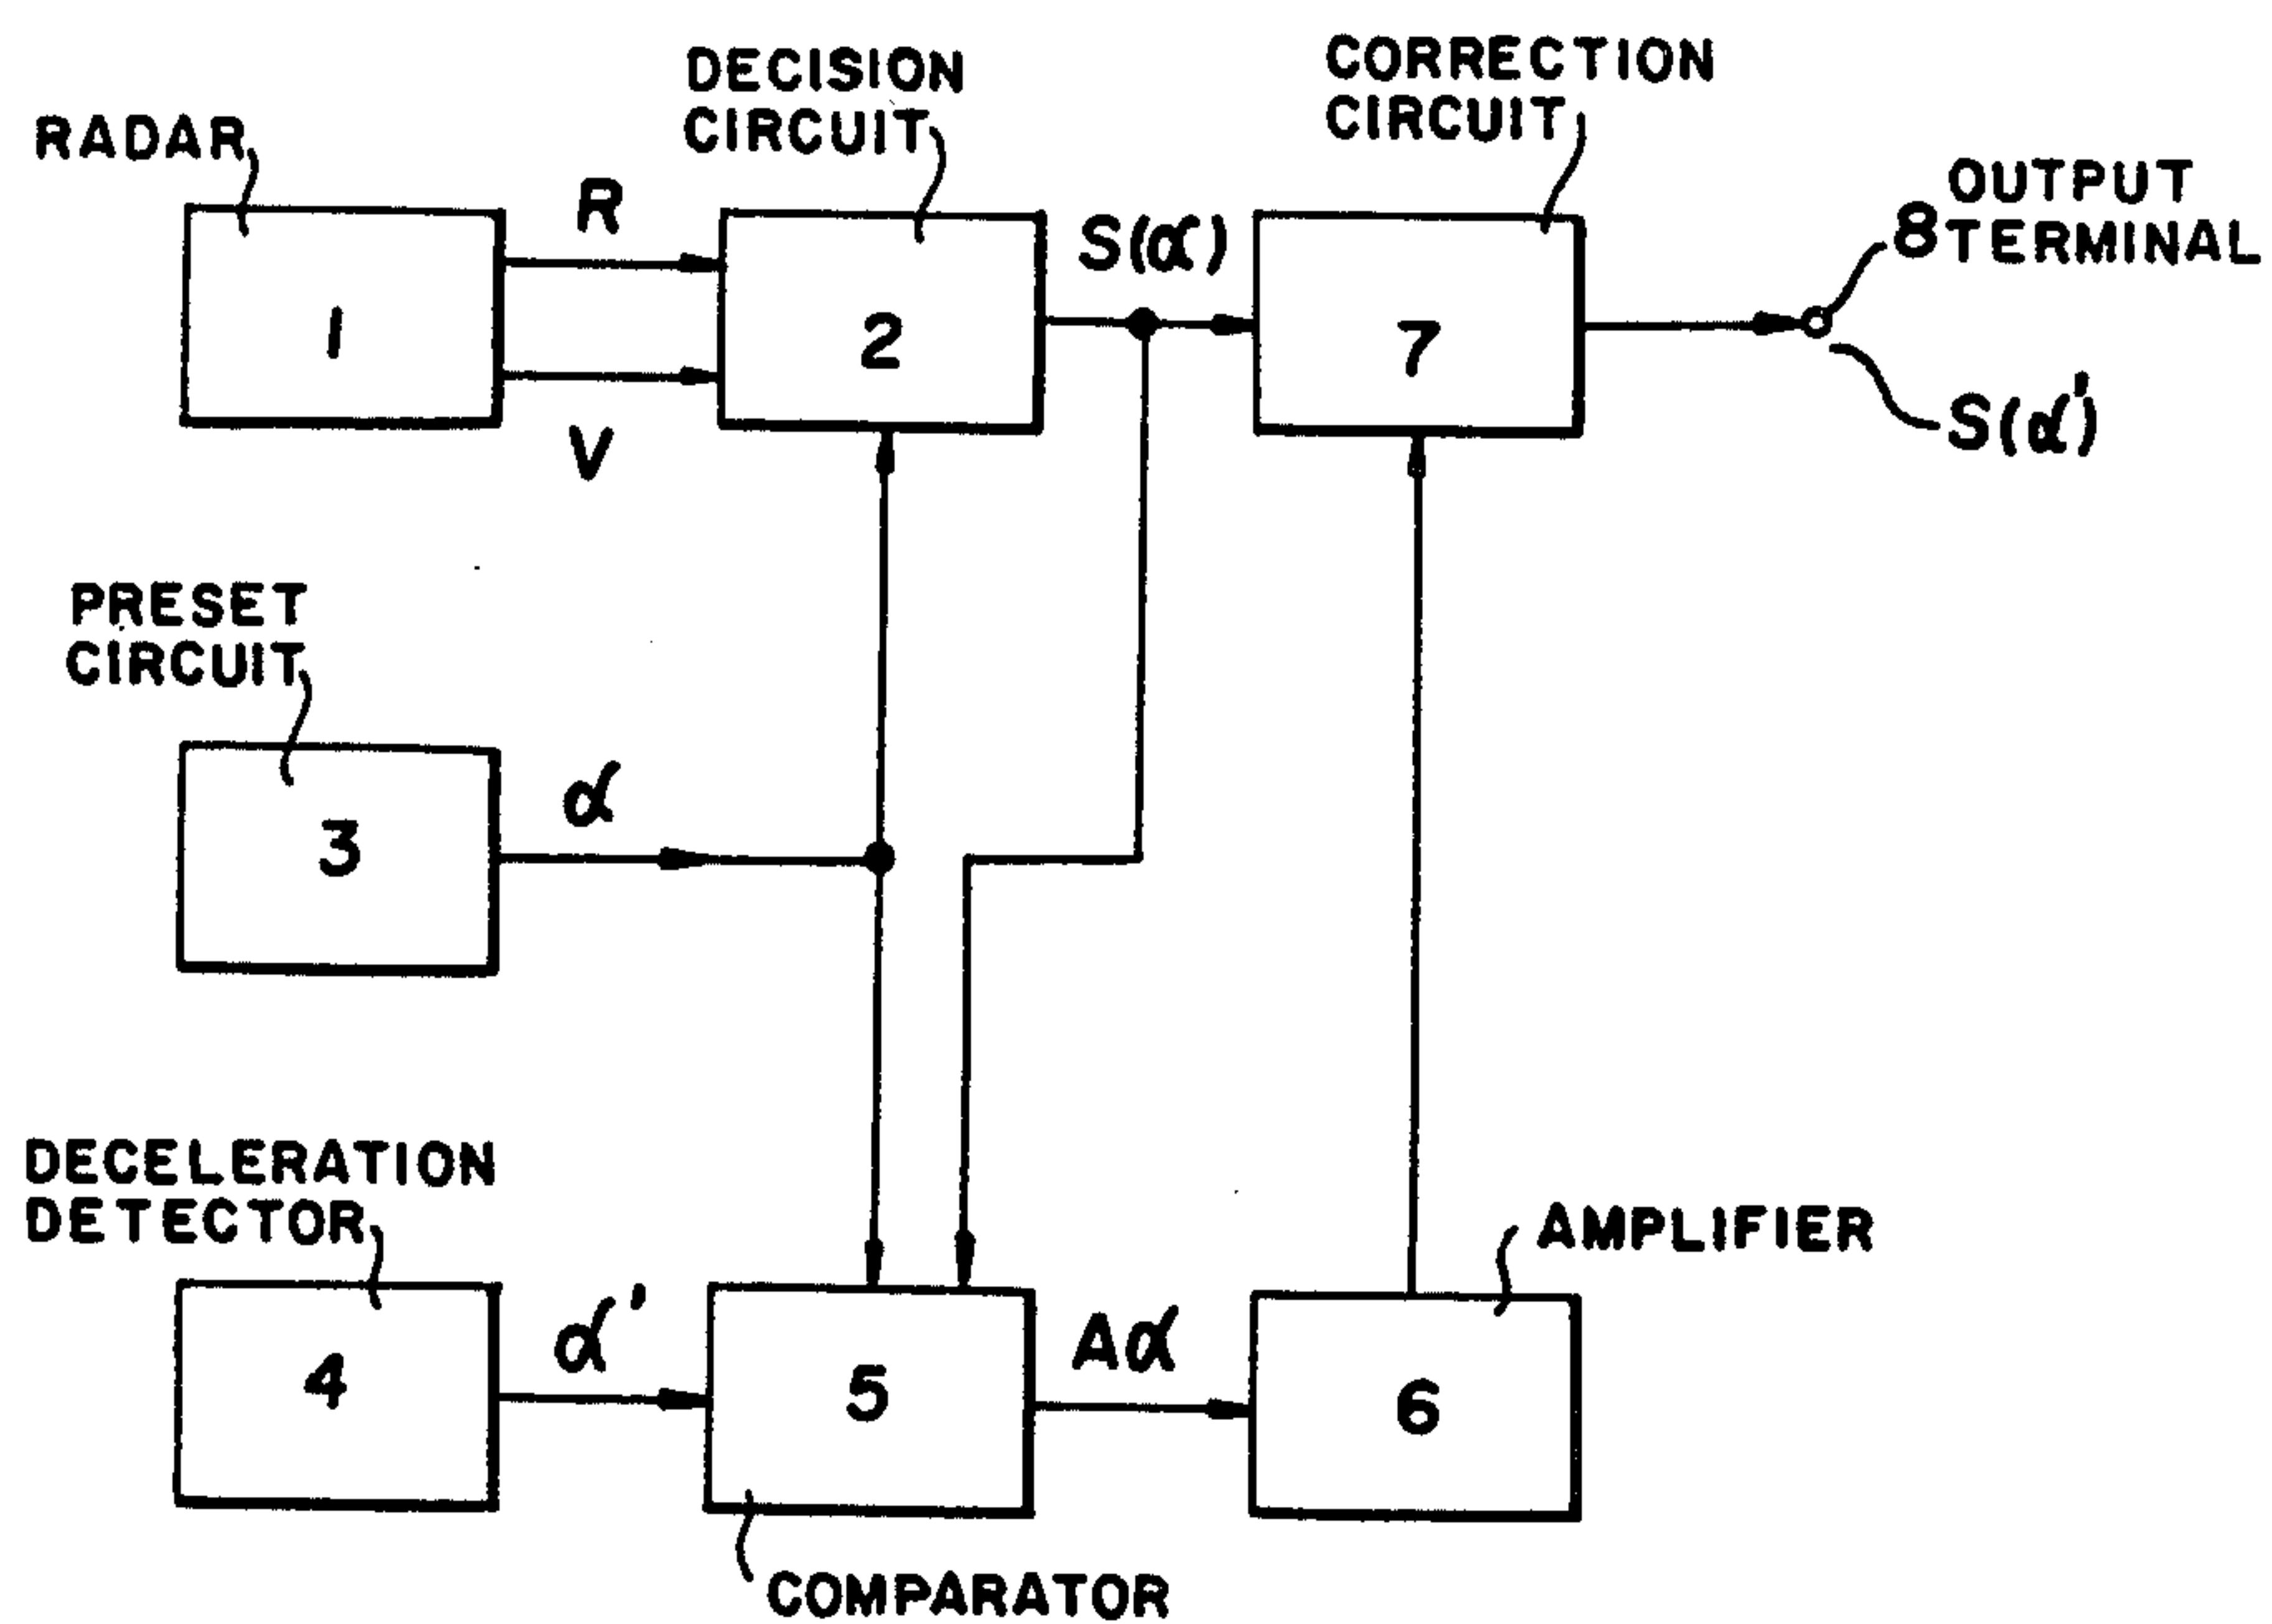 RADAR
DECISION
CIRCUIT
CORRECTION
CIRCUIT
OUTPUT
8 TERMINAL
R
V
S(α)
S(α')
1
2
7
PRESET
CIRCUIT
α
3
DECELERATION
DETECTOR
α'
Aα
AMPLIFIER
4
5
6
COMPARATOR